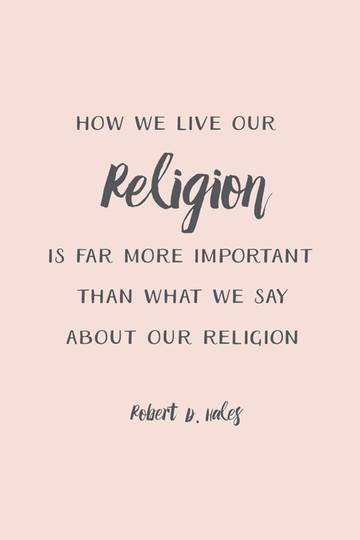 HOW WE LIVE OUR
Religion
IS FAR MORE IMPORTANT
THAN WHAT WE SAY
ABOUT OUR RELIGION
Robert D. Hales